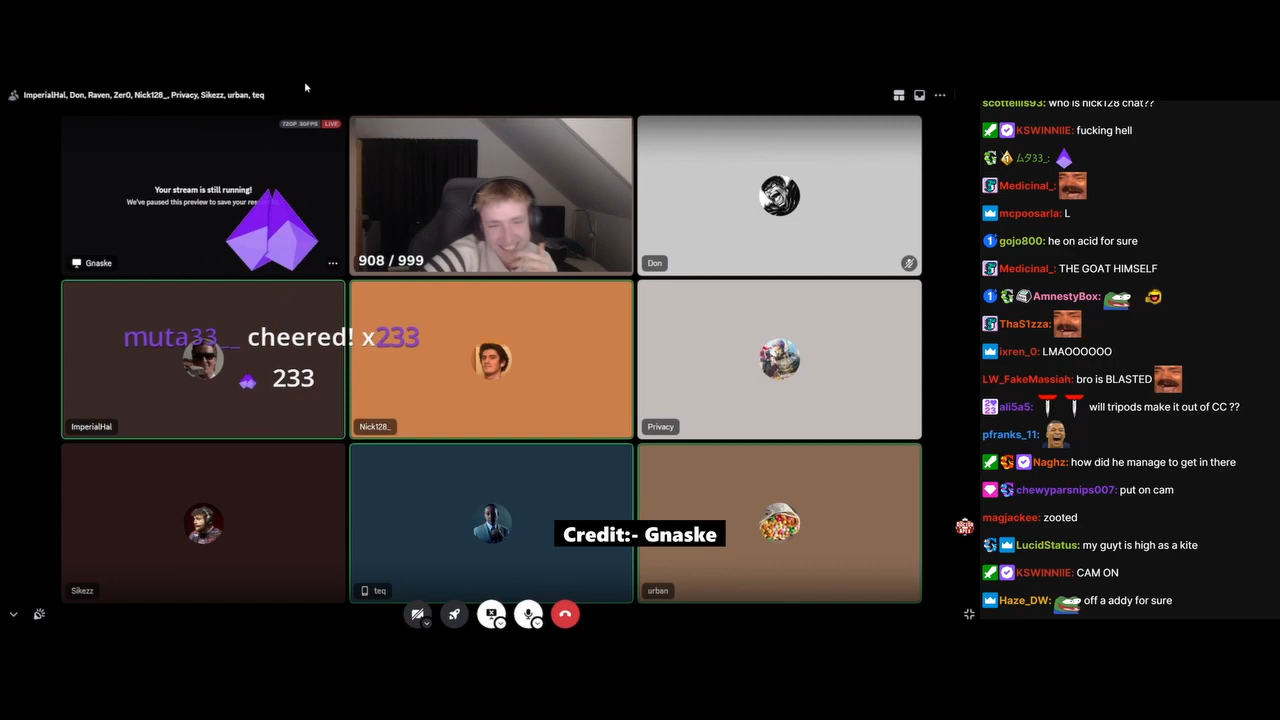 ImperialHal, Don, Raven, Zer0, Nick128_, Privacy, Sikezz, urban, teq
720P 30FPS LIVE
Your stream is still running!
We've paused this preview to save your
Gnaske
908 / 999
Don
muta33__ cheered! x233
233
ImperialHal
Nick128_
Privacy
Credit:- Gnaske
Sikezz
teq
urban
scottellis93: who is nick128 chat??
KSWINNIIE: fucking hell
ムタ33_:
Medicinal_:
mcpoosarla: L
gojo800: he on acid for sure
Medicinal_: THE GOAT HIMSELF
AmnestyBox:
ThaS1zza:
ixren_0: LMAOOOOOO
LW_FakeMassiah: bro is BLASTED
ali5a5: will tripods make it out of CC ??
pfranks_11:
Naghz: how did he manage to get in there
chewyparsnips007: put on cam
magjackee: zooted
LucidStatus: my guyt is high as a kite
KSWINNIIE: CAM ON
Haze_DW: off a addy for sure